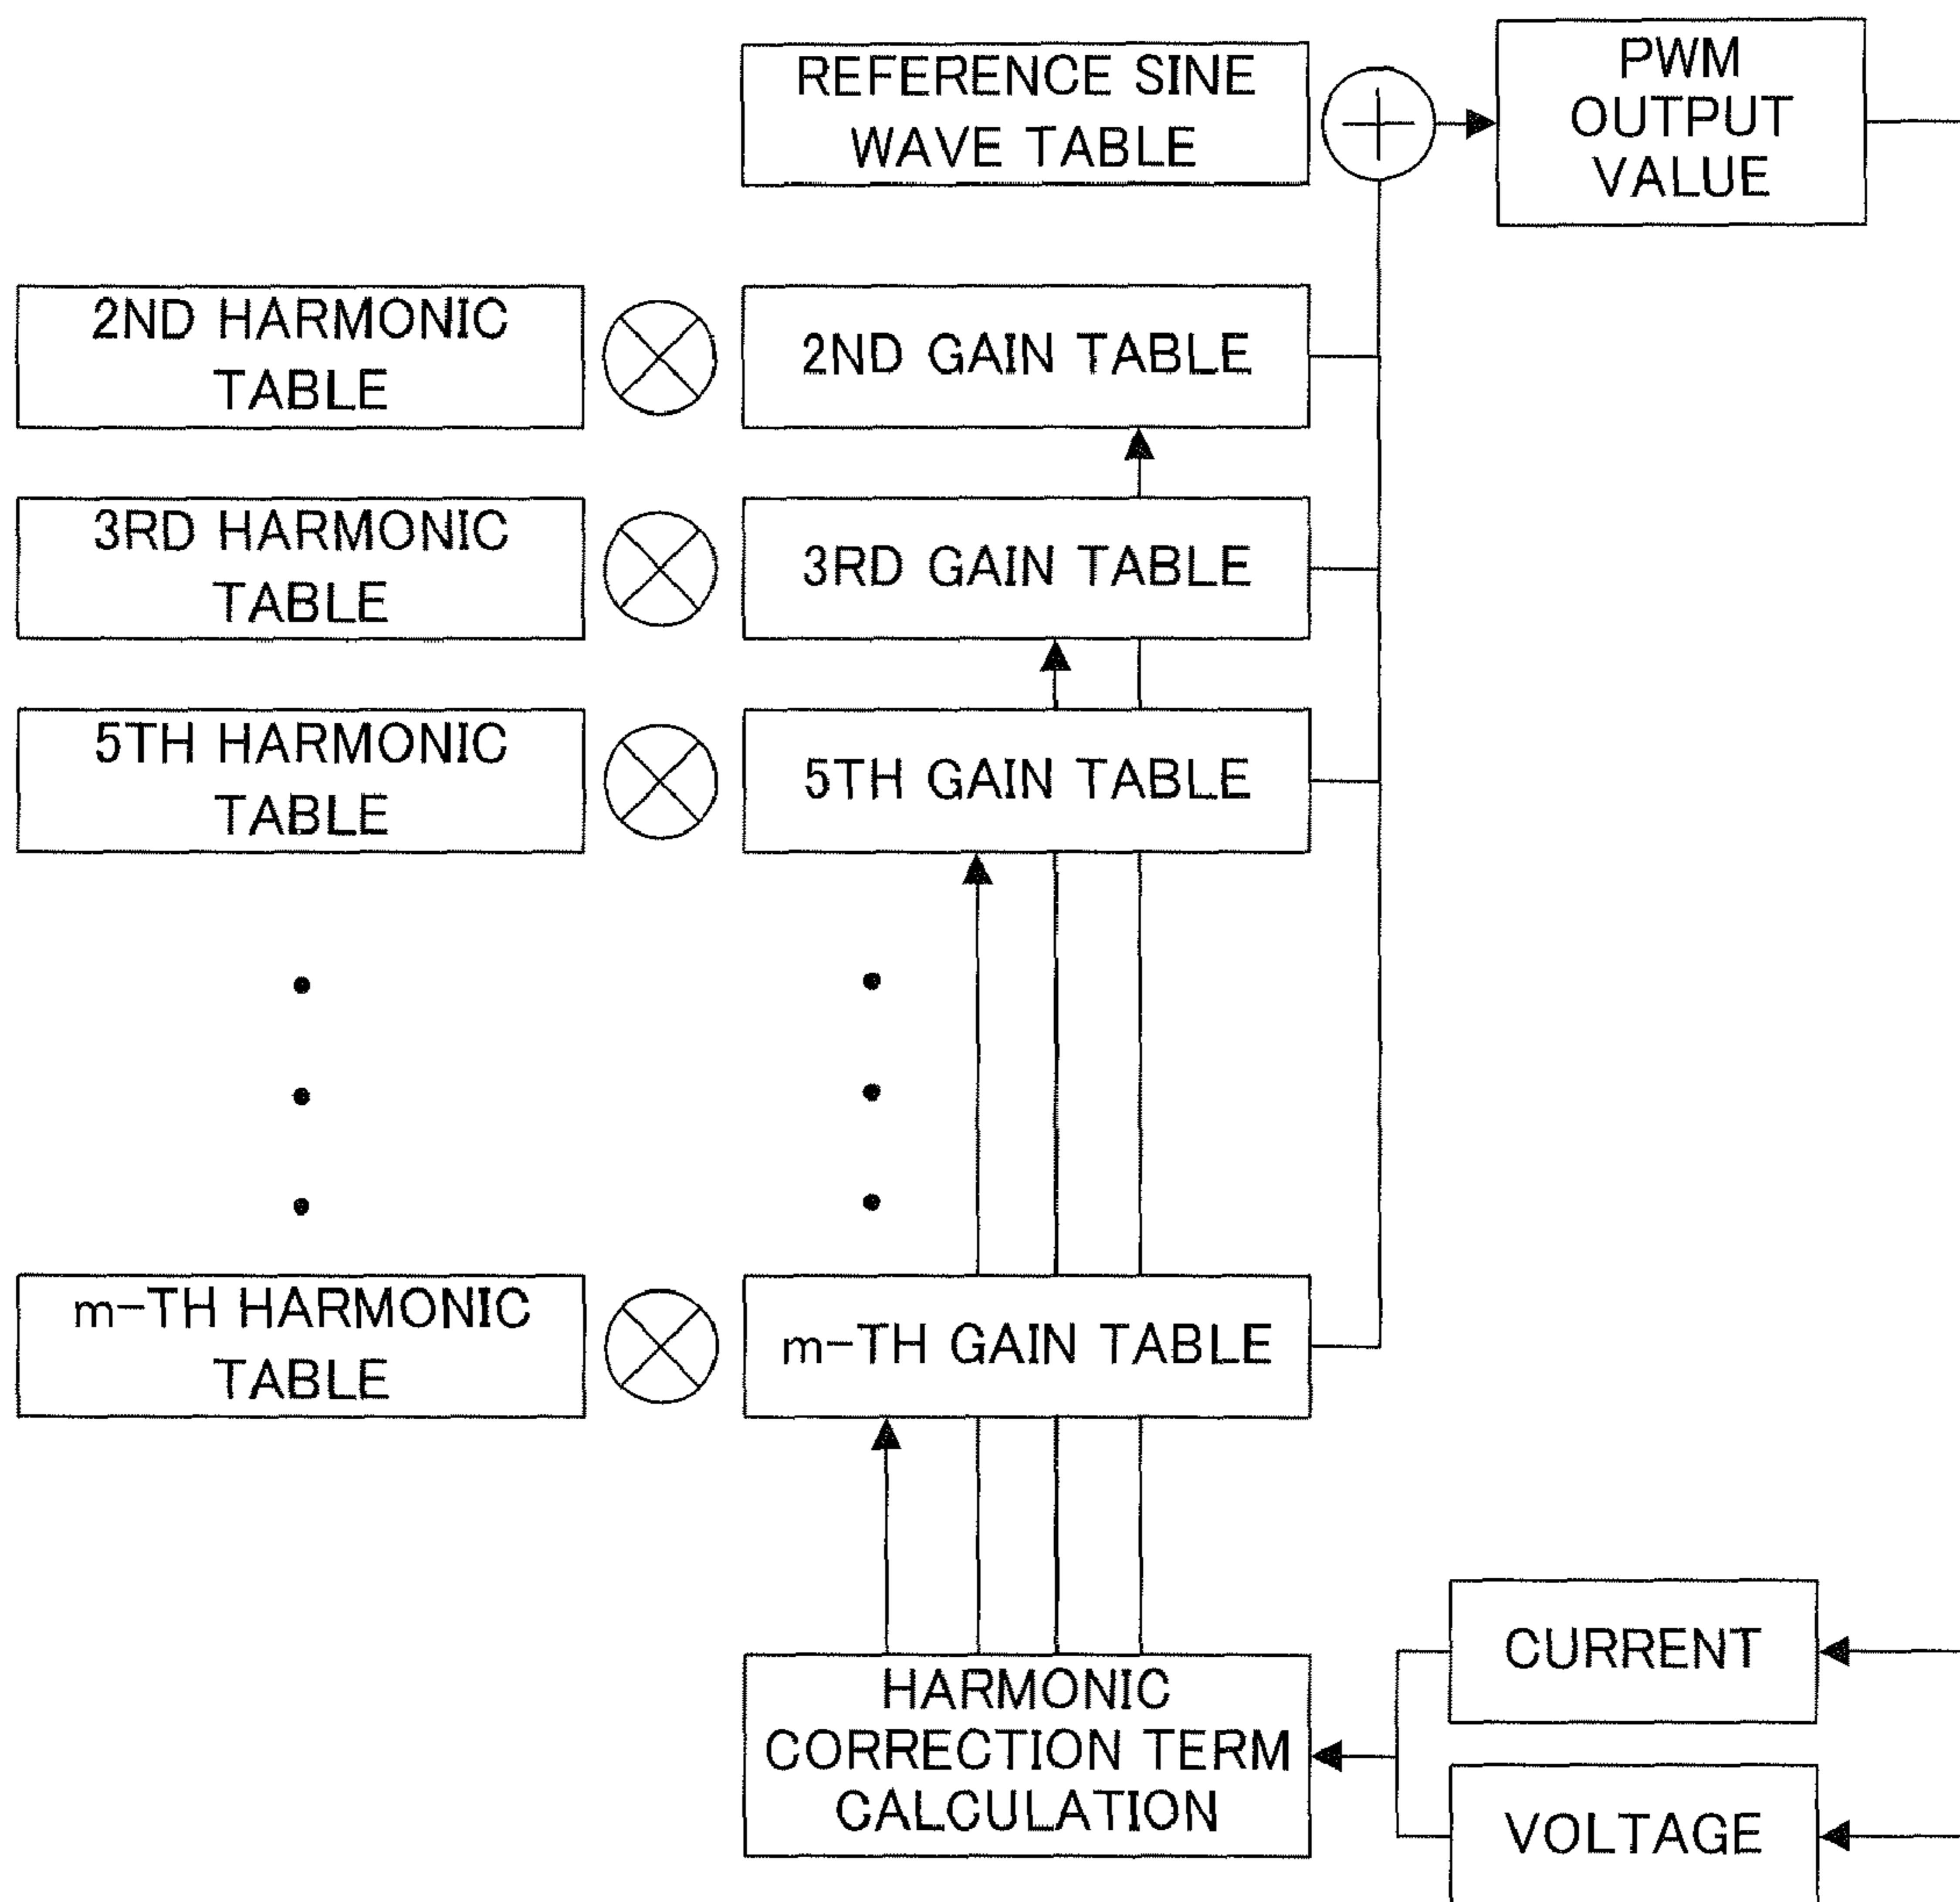 REFERENCE SINE
WAVE TABLE
PWM
OUTPUT
VALUE
2ND HARMONIC
TABLE
2ND GAIN TABLE
3RD HARMONIC
TABLE
3RD GAIN TABLE
5TH HARMONIC
TABLE
5TH GAIN TABLE
m-TH HARMONIC
TABLE
m-TH GAIN TABLE
HARMONIC
CORRECTION TERM
CALCULATION
CURRENT
VOLTAGE